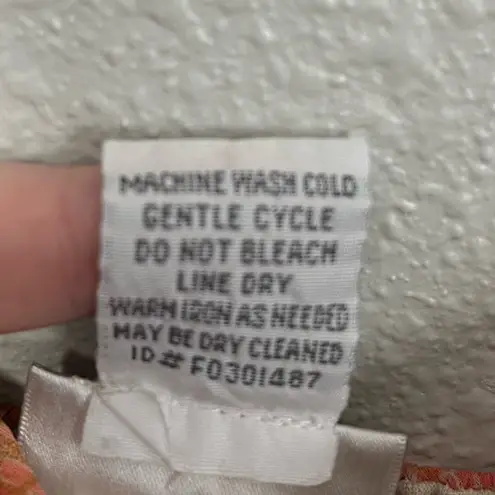 MACHINE WASH COLD
GENTLE CYCLE
DO NOT BLEACH
LINE DRY
WARM IRON AS NEEDED
MAY BE DRY CLEANED
ID# F0301487